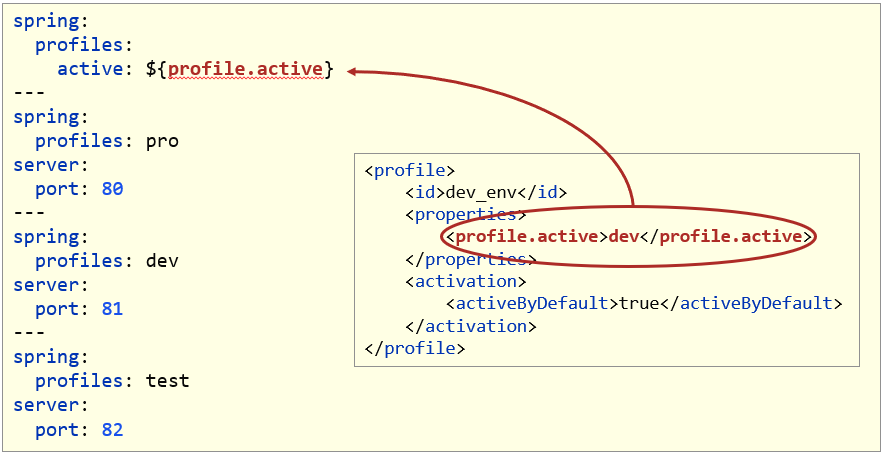 spring:
  profiles:
    active: ${profile.active}
---
spring:
  profiles: pro
server:
  port: 80
---
spring:
  profiles: dev
server:
  port: 81
---
spring:
  profiles: test
server:
  port: 82
<profile>
    <id>dev_env</id>
    <properties>
        <profile.active>dev</profile.active>
    </properties>
    <activation>
        <activeByDefault>true</activeByDefault>
    </activation>
</profile>